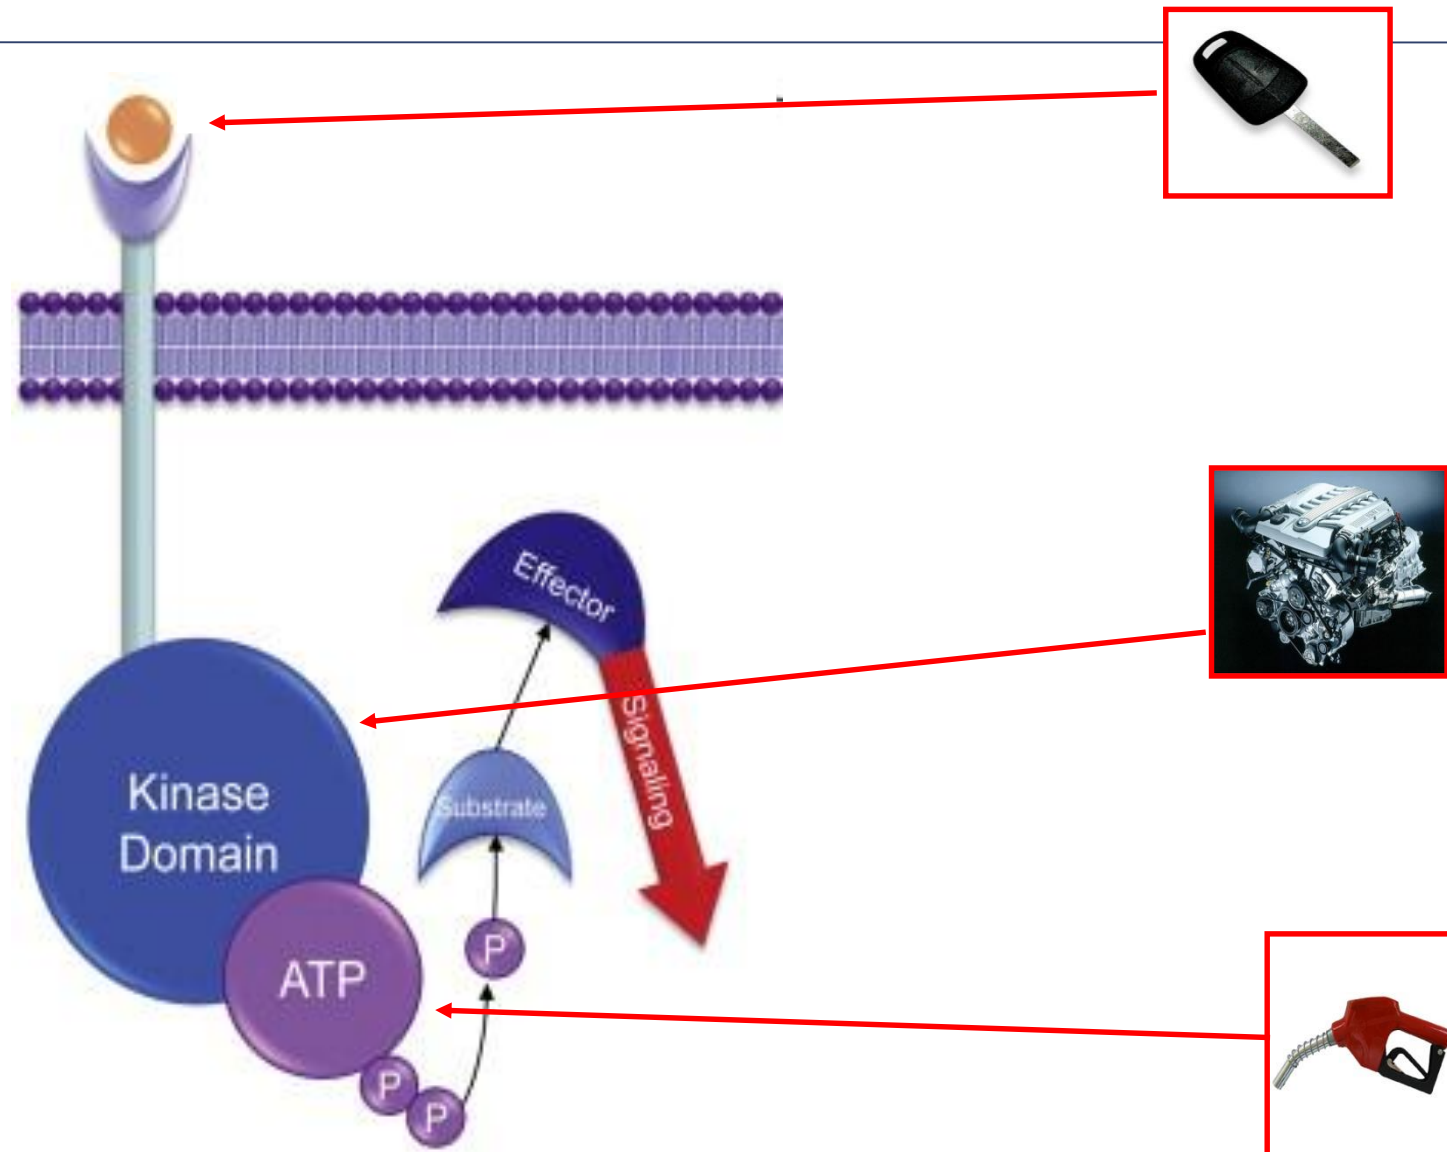 Effector
Signaling
Kinase
Domain
Substrate
P
ATP
P
P